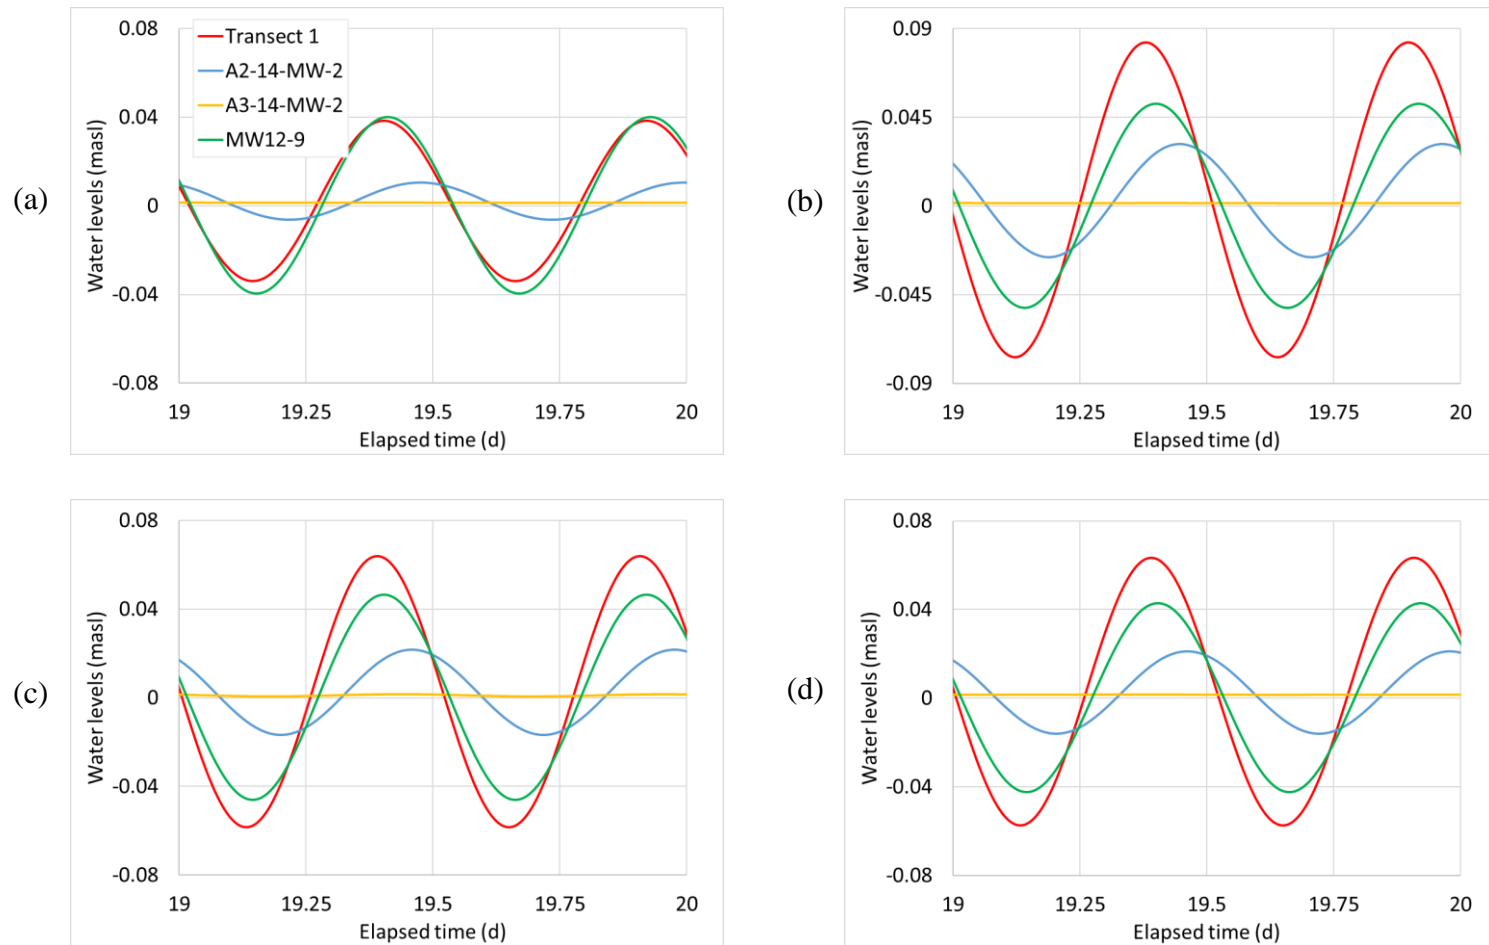 (a)
Water levels (masl)
0.08
0.04
0
-0.04
-0.08
Transect 1
A2-14-MW-2
A3-14-MW-2
MW12-9
19
19.25
19.5
19.75
20
Elapsed time (d)
(b)
Water levels (masl)
0.09
0.045
0
-0.045
-0.09
19
19.25
19.5
19.75
20
Elapsed time (d)
(c)
Water levels (masl)
0.08
0.04
0
-0.04
-0.08
19
19.25
19.5
19.75
20
Elapsed time (d)
(d)
Water levels (masl)
0.08
0.04
0
-0.04
-0.08
19
19.25
19.5
19.75
20
Elapsed time (d)